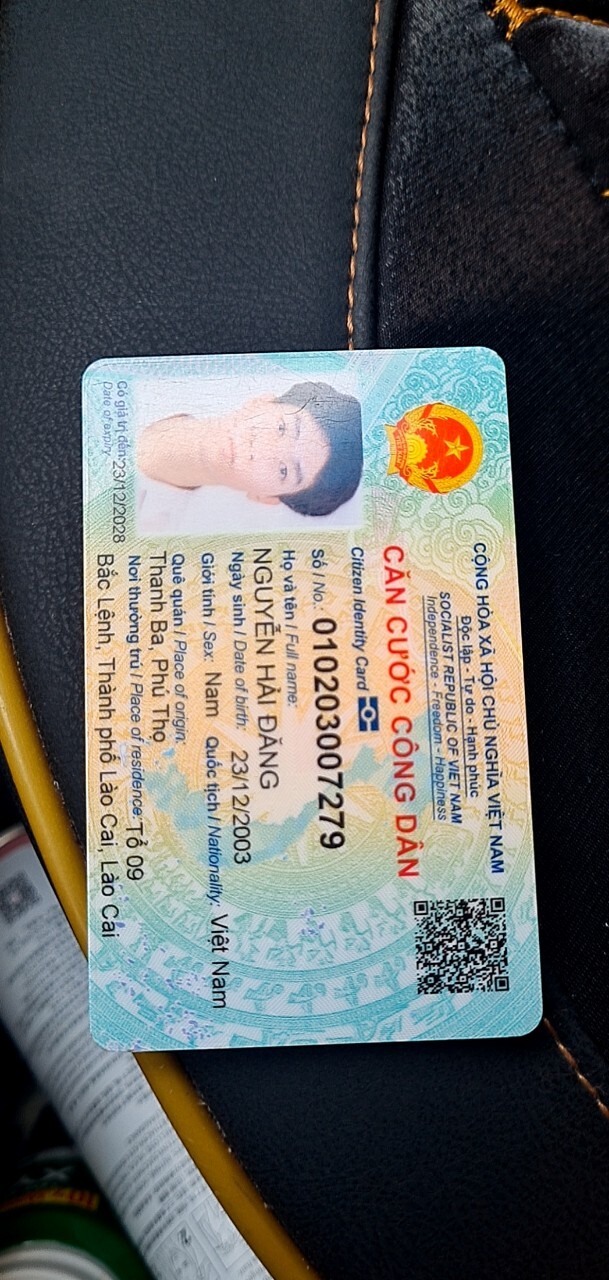 CỘNG HÒA XÃ HỘI CHỦ NGHĨA VIỆT NAM
Độc lập - Tự do - Hạnh phúc
SOCIALIST REPUBLIC OF VIET NAM
Independence - Freedom - Happiness
CĂN CƯỚC CÔNG DÂN
Citizen Identity Card
Số / No.: 010203007279
Họ và tên / Full name:
NGUYỄN HẢI ĐĂNG
Ngày sinh / Date of birth: 23/12/2003
Giới tính / Sex: Nam Quốc tịch / Nationality: Việt Nam
Quê quán / Place of origin:
Thanh Ba, Phú Thọ
Nơi thường trú / Place of residence: Tổ 09
Bắc Lệnh, Thành phố Lào Cai, Lào Cai
Có giá trị đến: 23/12/2028
Date of expiry